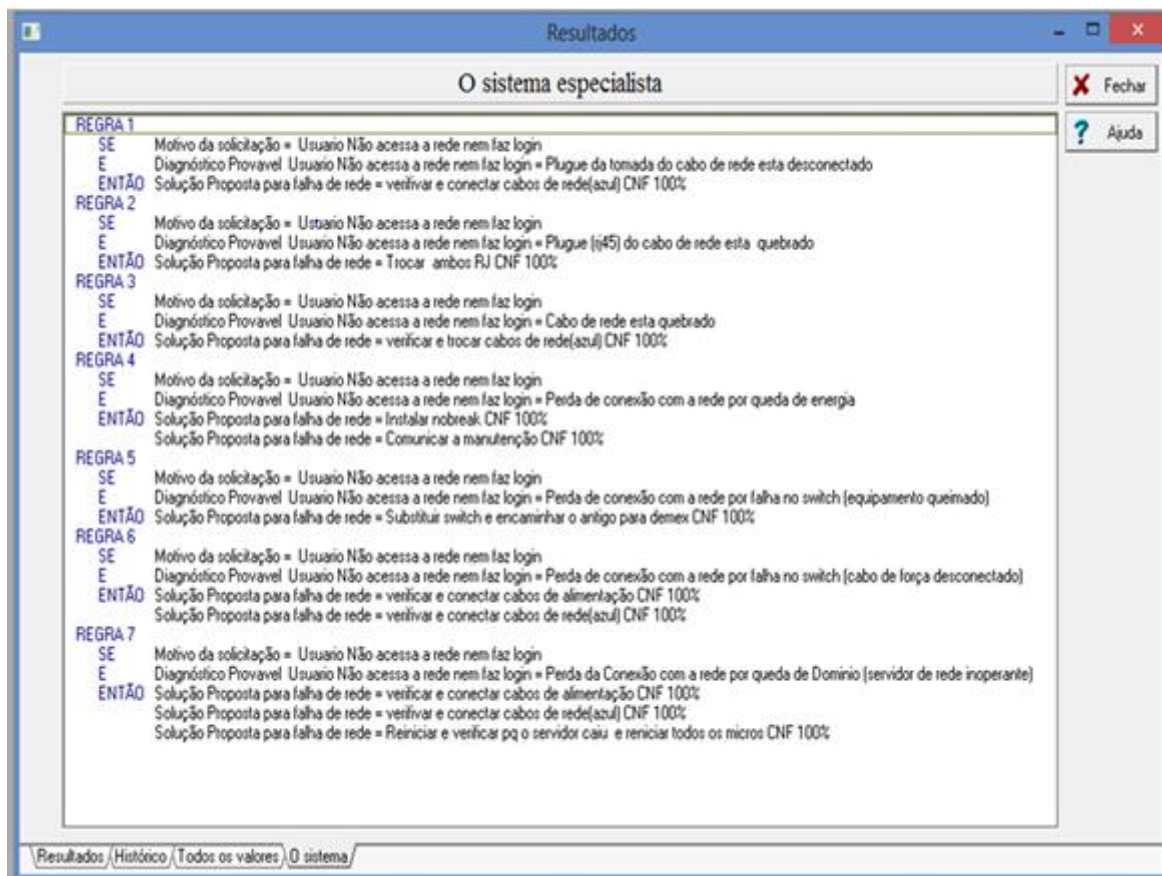 Resultados
O sistema especialista
Fechar
Ajuda
REGRA 1
SE Motivo da solicitação = Usuario Não acessa a rede nem faz login
E Diagnóstico Provavel Usuario Não acessa a rede nem faz login = Plugue da tomada do cabo de rede esta desconectado
ENTÃO Solução Proposta para falha de rede = verifivar e conectar cabos de rede(azul) CNF 100%
REGRA 2
SE Motivo da solicitação = Usuario Não acessa a rede nem faz login
E Diagnóstico Provavel Usuario Não acessa a rede nem faz login = Plugue (rj45) do cabo de rede esta quebrado
ENTÃO Solução Proposta para falha de rede = Trocar ambos RJ CNF 100%
REGRA 3
SE Motivo da solicitação = Usuario Não acessa a rede nem faz login
E Diagnóstico Provavel Usuario Não acessa a rede nem faz login = Cabo de rede esta quebrado
ENTÃO Solução Proposta para falha de rede = verificar e trocar cabos de rede(azul) CNF 100%
REGRA 4
SE Motivo da solicitação = Usuario Não acessa a rede nem faz login
E Diagnóstico Provavel Usuario Não acessa a rede nem faz login = Perda de conexão com a rede por queda de energia
ENTÃO Solução Proposta para falha de rede = Instalar nobreak CNF 100%
Solução Proposta para falha de rede = Comunicar a manutenção CNF 100%
REGRA 5
SE Motivo da solicitação = Usuario Não acessa a rede nem faz login
E Diagnóstico Provavel Usuario Não acessa a rede nem faz login = Perda de conexão com a rede por falha no switch (equipamento queimado)
ENTÃO Solução Proposta para falha de rede = Substituir switch e encaminhar o antigo para demex CNF 100%
REGRA 6
SE Motivo da solicitação = Usuario Não acessa a rede nem faz login
E Diagnóstico Provavel Usuario Não acessa a rede nem faz login = Perda de conexão com a rede por falha no switch (cabo de força desconectado)
ENTÃO Solução Proposta para falha de rede = verificar e conectar cabos de alimentação CNF 100%
Solução Proposta para falha de rede = verifivar e conectar cabos de rede(azul) CNF 100%
REGRA 7
SE Motivo da solicitação = Usuario Não acessa a rede nem faz login
E Diagnóstico Provavel Usuario Não acessa a rede nem faz login = Perda da Conexão com a rede por queda de Dominio (servidor de rede inoperante)
ENTÃO Solução Proposta para falha de rede = verificar e conectar cabos de alimentação CNF 100%
Solução Proposta para falha de rede = verifivar e conectar cabos de rede(azul) CNF 100%
Solução Proposta para falha de rede = Reiniciar e verificar pq o servidor caiu e reniciar todos os micros CNF 100%
Resultados Histórico Todos os valores O sistema